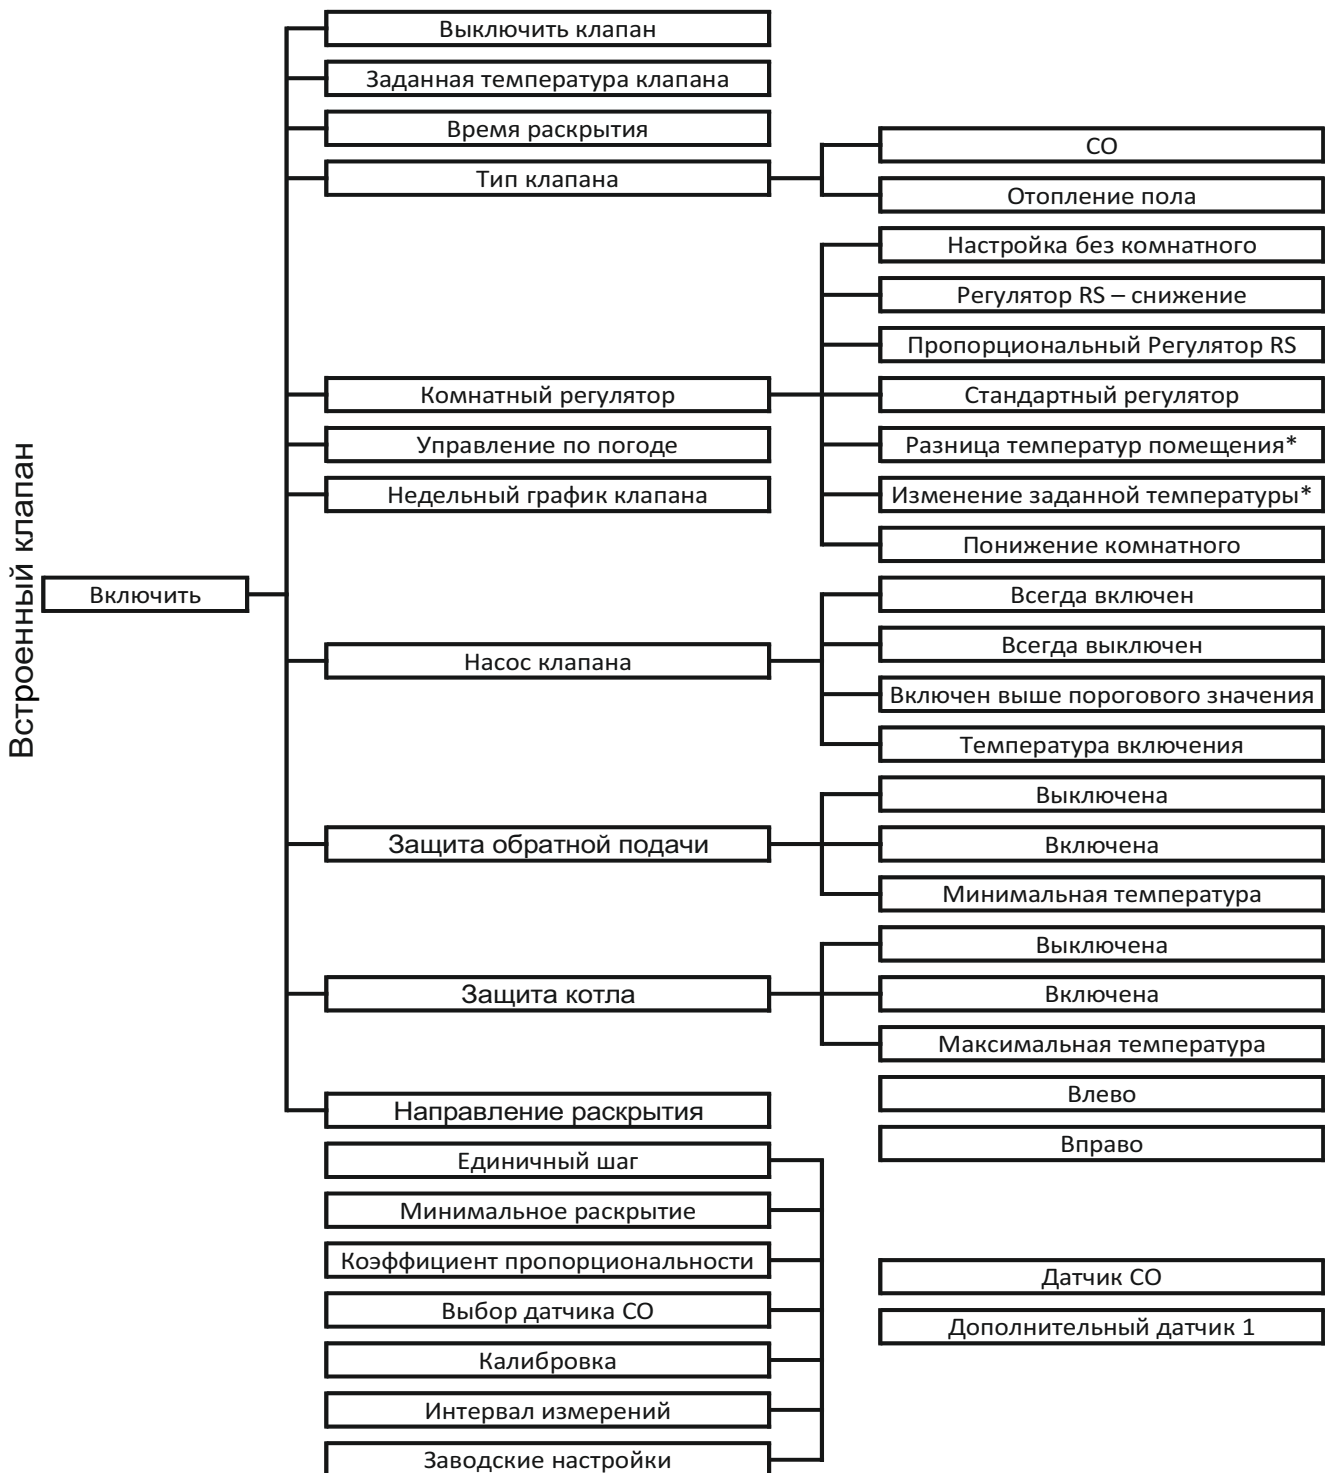 Встроенный клапан
Включить
Выключить клапан
Заданная температура клапана
Время раскрытия
Тип клапана
СО
Отопление пола
Комнатный регулятор
Настройка без комнатного
Регулятор RS – снижение
Пропорциональный Регулятор RS
Стандартный регулятор
Разница температур помещения*
Изменение заданной температуры*
Понижение комнатного
Управление по погоде
Недельный график клапана
Насос клапана
Всегда включен
Всегда выключен
Включен выше порогового значения
Температура включения
Защита обратной подачи
Выключена
Включена
Минимальная температура
Защита котла
Выключена
Включена
Максимальная температура
Направление раскрытия
Влево
Вправо
Единичный шаг
Минимальное раскрытие
Коэффициент пропорциональности
Выбор датчика СО
Датчик СО
Дополнительный датчик 1
Калибровка
Интервал измерений
Заводские настройки